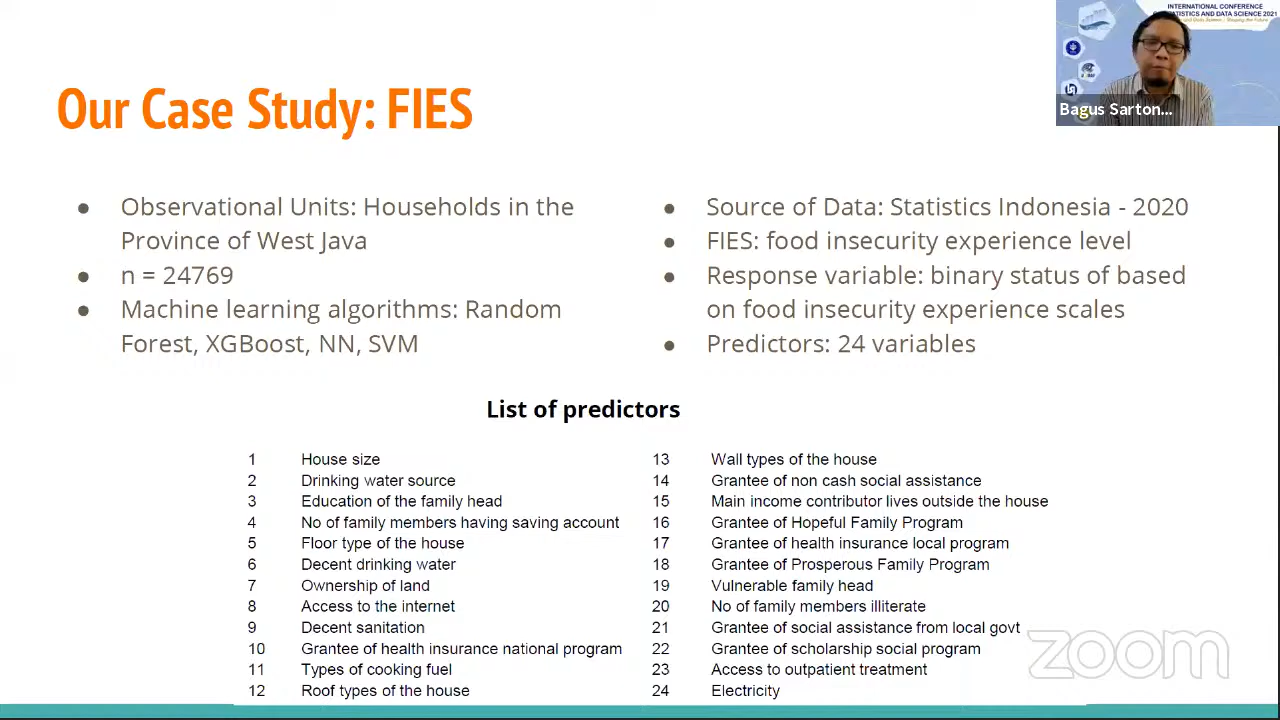 INTERNATIONAL CONFERENCE
STATISTICS AND DATA SCIENCE 2021
Bagus Sarton...
Our Case Study: FIES
● Observational Units: Households in the
Province of West Java
● n = 24769
● Machine learning algorithms: Random
Forest, XGBoost, NN, SVM
● Source of Data: Statistics Indonesia - 2020
● FIES: food insecurity experience level
● Response variable: binary status of based
on food insecurity experience scales
● Predictors: 24 variables
List of predictors
1 House size
2 Drinking water source
3 Education of the family head
4 No of family members having saving account
5 Floor type of the house
6 Decent drinking water
7 Ownership of land
8 Access to the internet
9 Decent sanitation
10 Grantee of health insurance national program
11 Types of cooking fuel
12 Roof types of the house
13 Wall types of the house
14 Grantee of non cash social assistance
15 Main income contributor lives outside the house
16 Grantee of Hopeful Family Program
17 Grantee of health insurance local program
18 Grantee of Prosperous Family Program
19 Vulnerable family head
20 No of family members illiterate
21 Grantee of social assistance from local govt
22 Grantee of scholarship social program
23 Access to outpatient treatment
24 Electricity
zoom